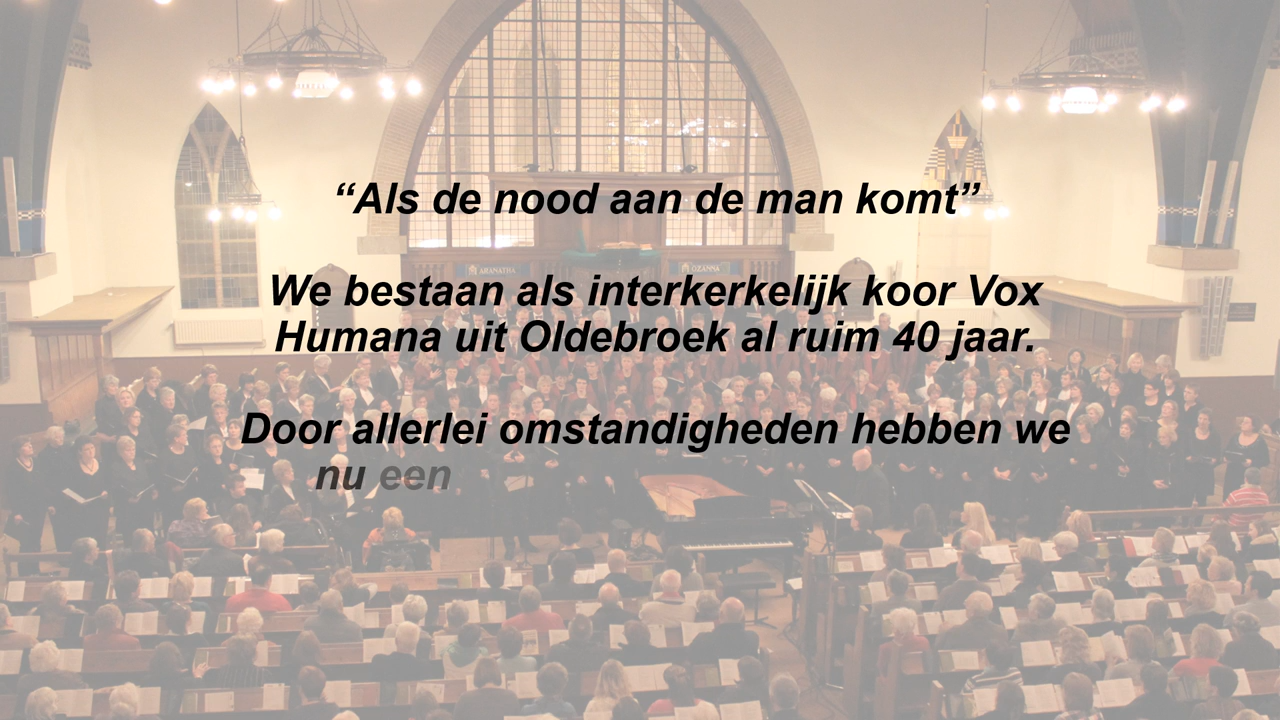 “Als de nood aan de man komt”
We bestaan als interkerkelijk koor Vox
Humana uit Oldebroek al ruim 40 jaar.
Door allerlei omstandigheden hebben we
nu een